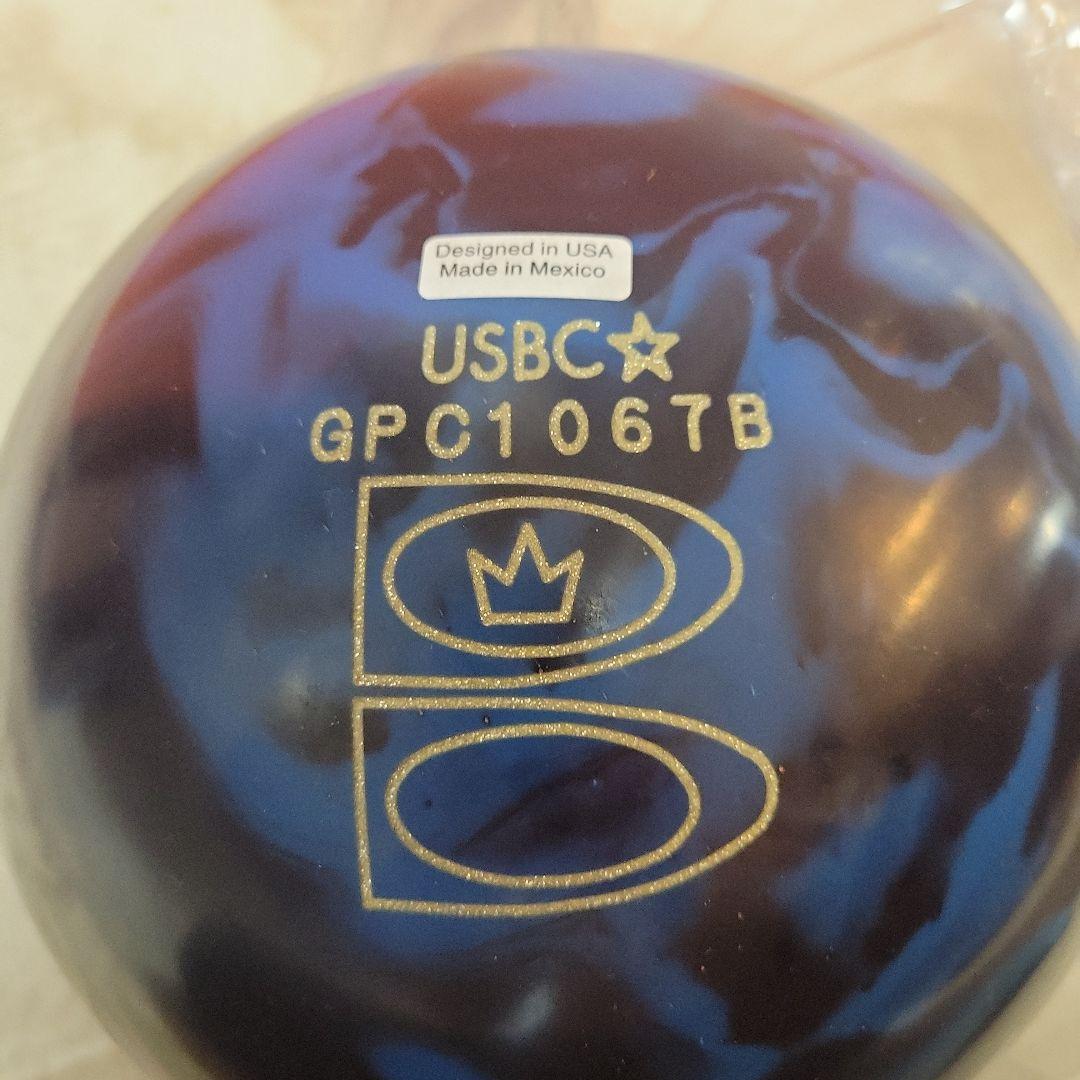 Designed in USA
Made in Mexico
USBC☆
GPC1067B
B